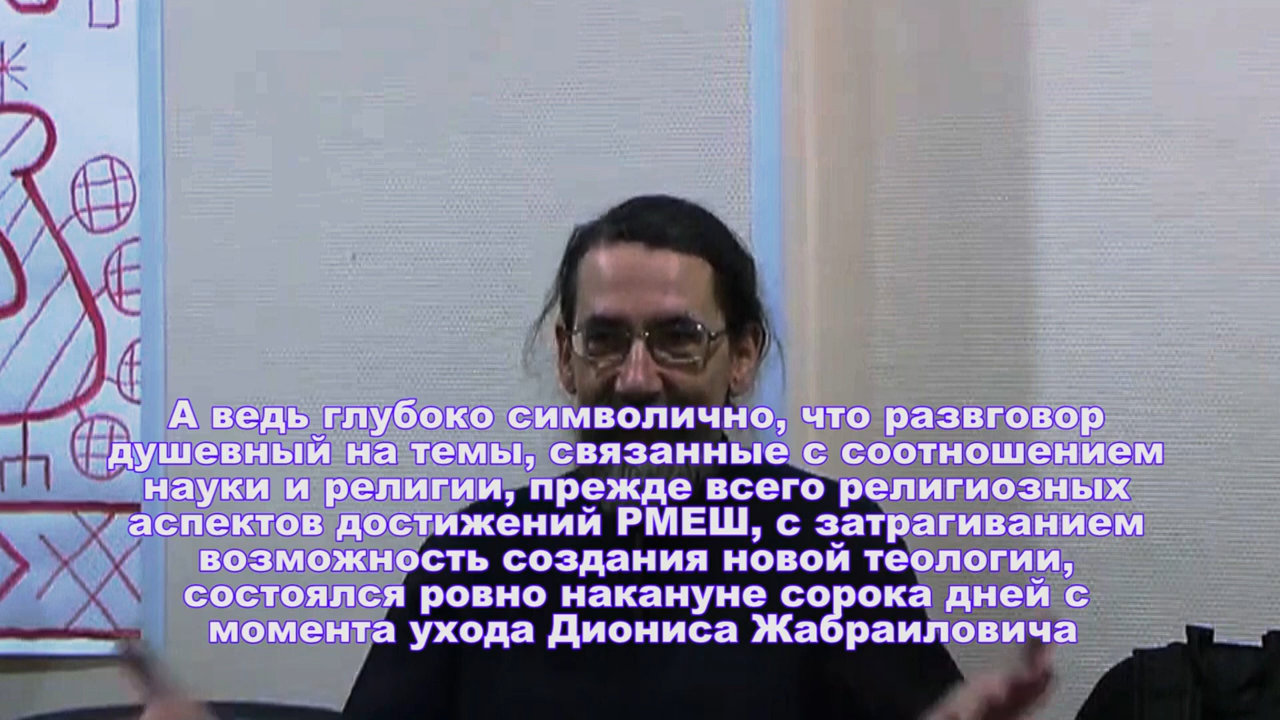 А ведь глубоко символично, что развговор
душевный на темы, связанные с соотношением
науки и религии, прежде всего религиозных
аспектов достижений РМЕШ, с затрагиванием
возможность создания новой теологии,
состоялся ровно накануне сорока дней с
момента ухода Диониса Жабраиловича